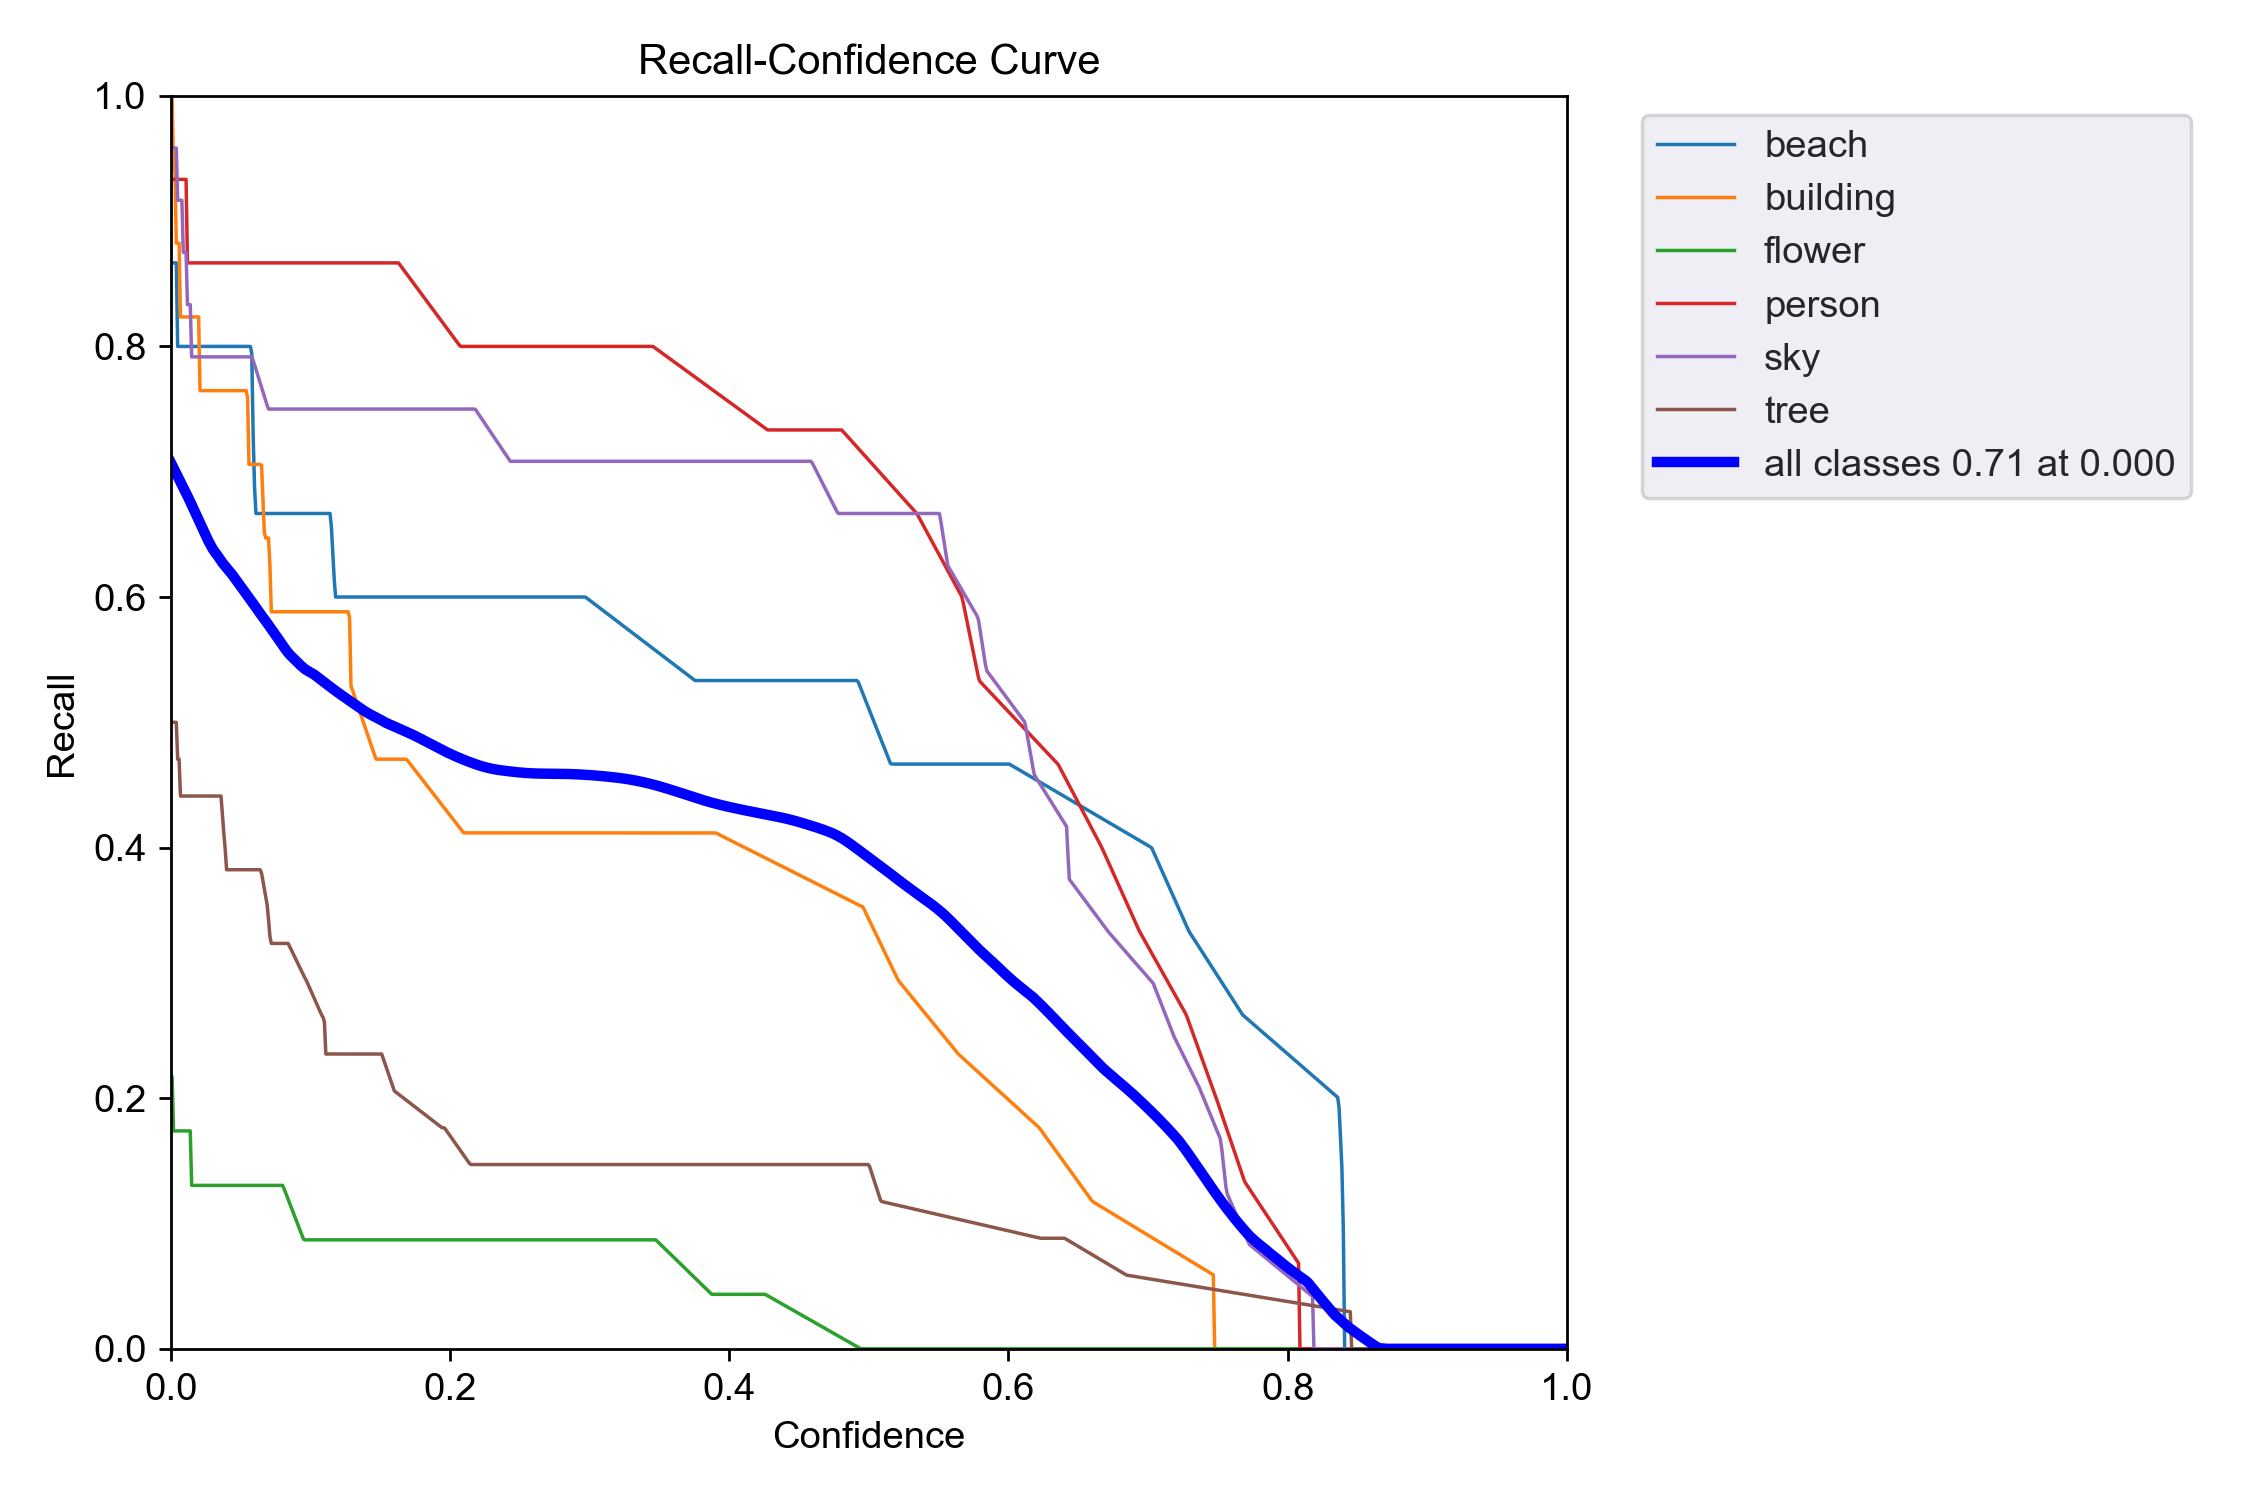 Recall-Confidence Curve
1.0
0.8
0.6
0.4
0.2
0.0
Recall
0.0 0.2 0.4 0.6 0.8 1.0
Confidence
beach
building
flower
person
sky
tree
all classes 0.71 at 0.000